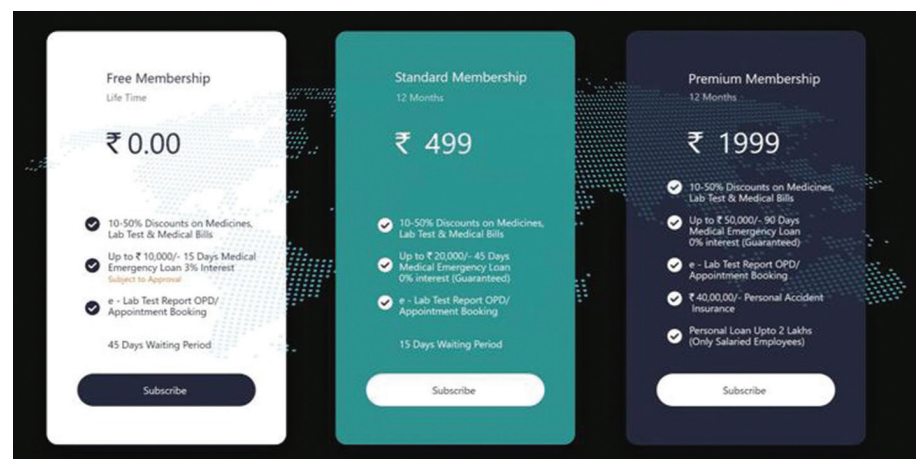 Free Membership
Life Time
₹ 0.00
10-50% Discounts on Medicines,
Lab Test & Medical Bills
Up to ₹ 10,000/- 15 Days Medical
Emergency Loan 3% Interest
Subject to Approval
e - Lab Test Report OPD/
Appointment Booking
45 Days Waiting Period
Subscribe
Standard Membership
12 Months
₹ 499
10-50% Discounts on Medicines,
Lab Test & Medical Bills
Up to ₹ 20,000/- 45 Days
Medical Emergency Loan
0% interest (Guaranteed)
e - Lab Test Report OPD/
Appointment Booking
15 Days Waiting Period
Subscribe
Premium Membership
12 Months
₹ 1999
10-50% Discounts on Medicines,
Lab Test & Medical Bills
Up to ₹ 50,000/- 90 Days
Medical Emergency Loan
0% interest (Guaranteed)
e - Lab Test Report OPD/
Appointment Booking
₹ 40,00,00/- Personal Accident
Insurance
Personal Loan Upto 2 Lakhs
(Only Salaried Employees)
Subscribe